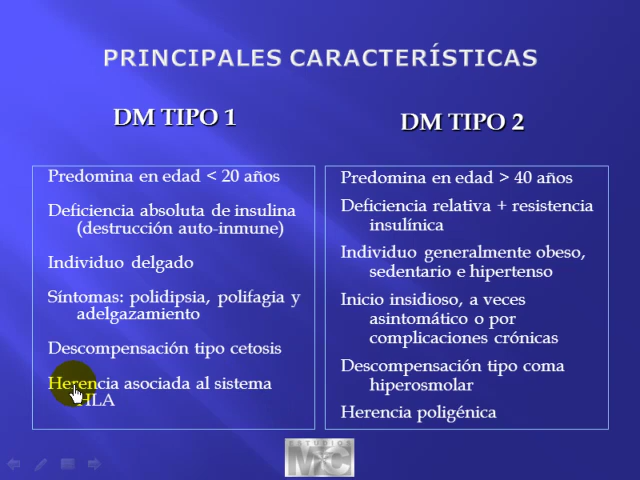 PRINCIPALES CARACTERÍSTICAS
DM TIPO 1
Predomina en edad < 20 años
Deficiencia absoluta de insulina
(destrucción auto-inmune)
Individuo delgado
Síntomas: polidipsia, polifagia y
adelgazamiento
Descompensación tipo cetosis
Herencia asociada al sistema
HLA
DM TIPO 2
Predomina en edad > 40 años
Deficiencia relativa + resistencia
insulínica
Individuo generalmente obeso,
sedentario e hipertenso
Inicio insidioso, a veces
asintomático o por
complicaciones crónicas
Descompensación tipo coma
hiperosmolar
Herencia poligénica
ESTUDIOS
MC